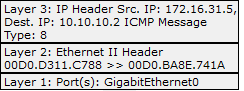 Layer 3: IP Header Src. IP: 172.16.31.5,
Dest. IP: 10.10.10.2 ICMP Message
Type: 8
Layer 2: Ethernet II Header
00D0.D311.C788 >> 00D0.BA8E.741A
Layer 1: Port(s): GigabitEthernet0